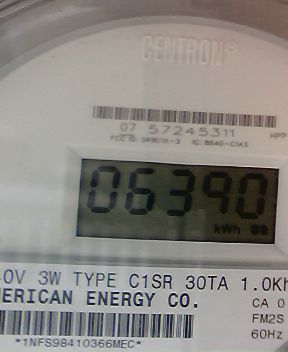 CENTRON®
07 57245311
06390
kWh
0V 3W TYPE C1SR 30TA 1.0Kh
MERICAN ENERGY CO.
CA 0
FM2S
60Hz
*1NFS98410366MEC*